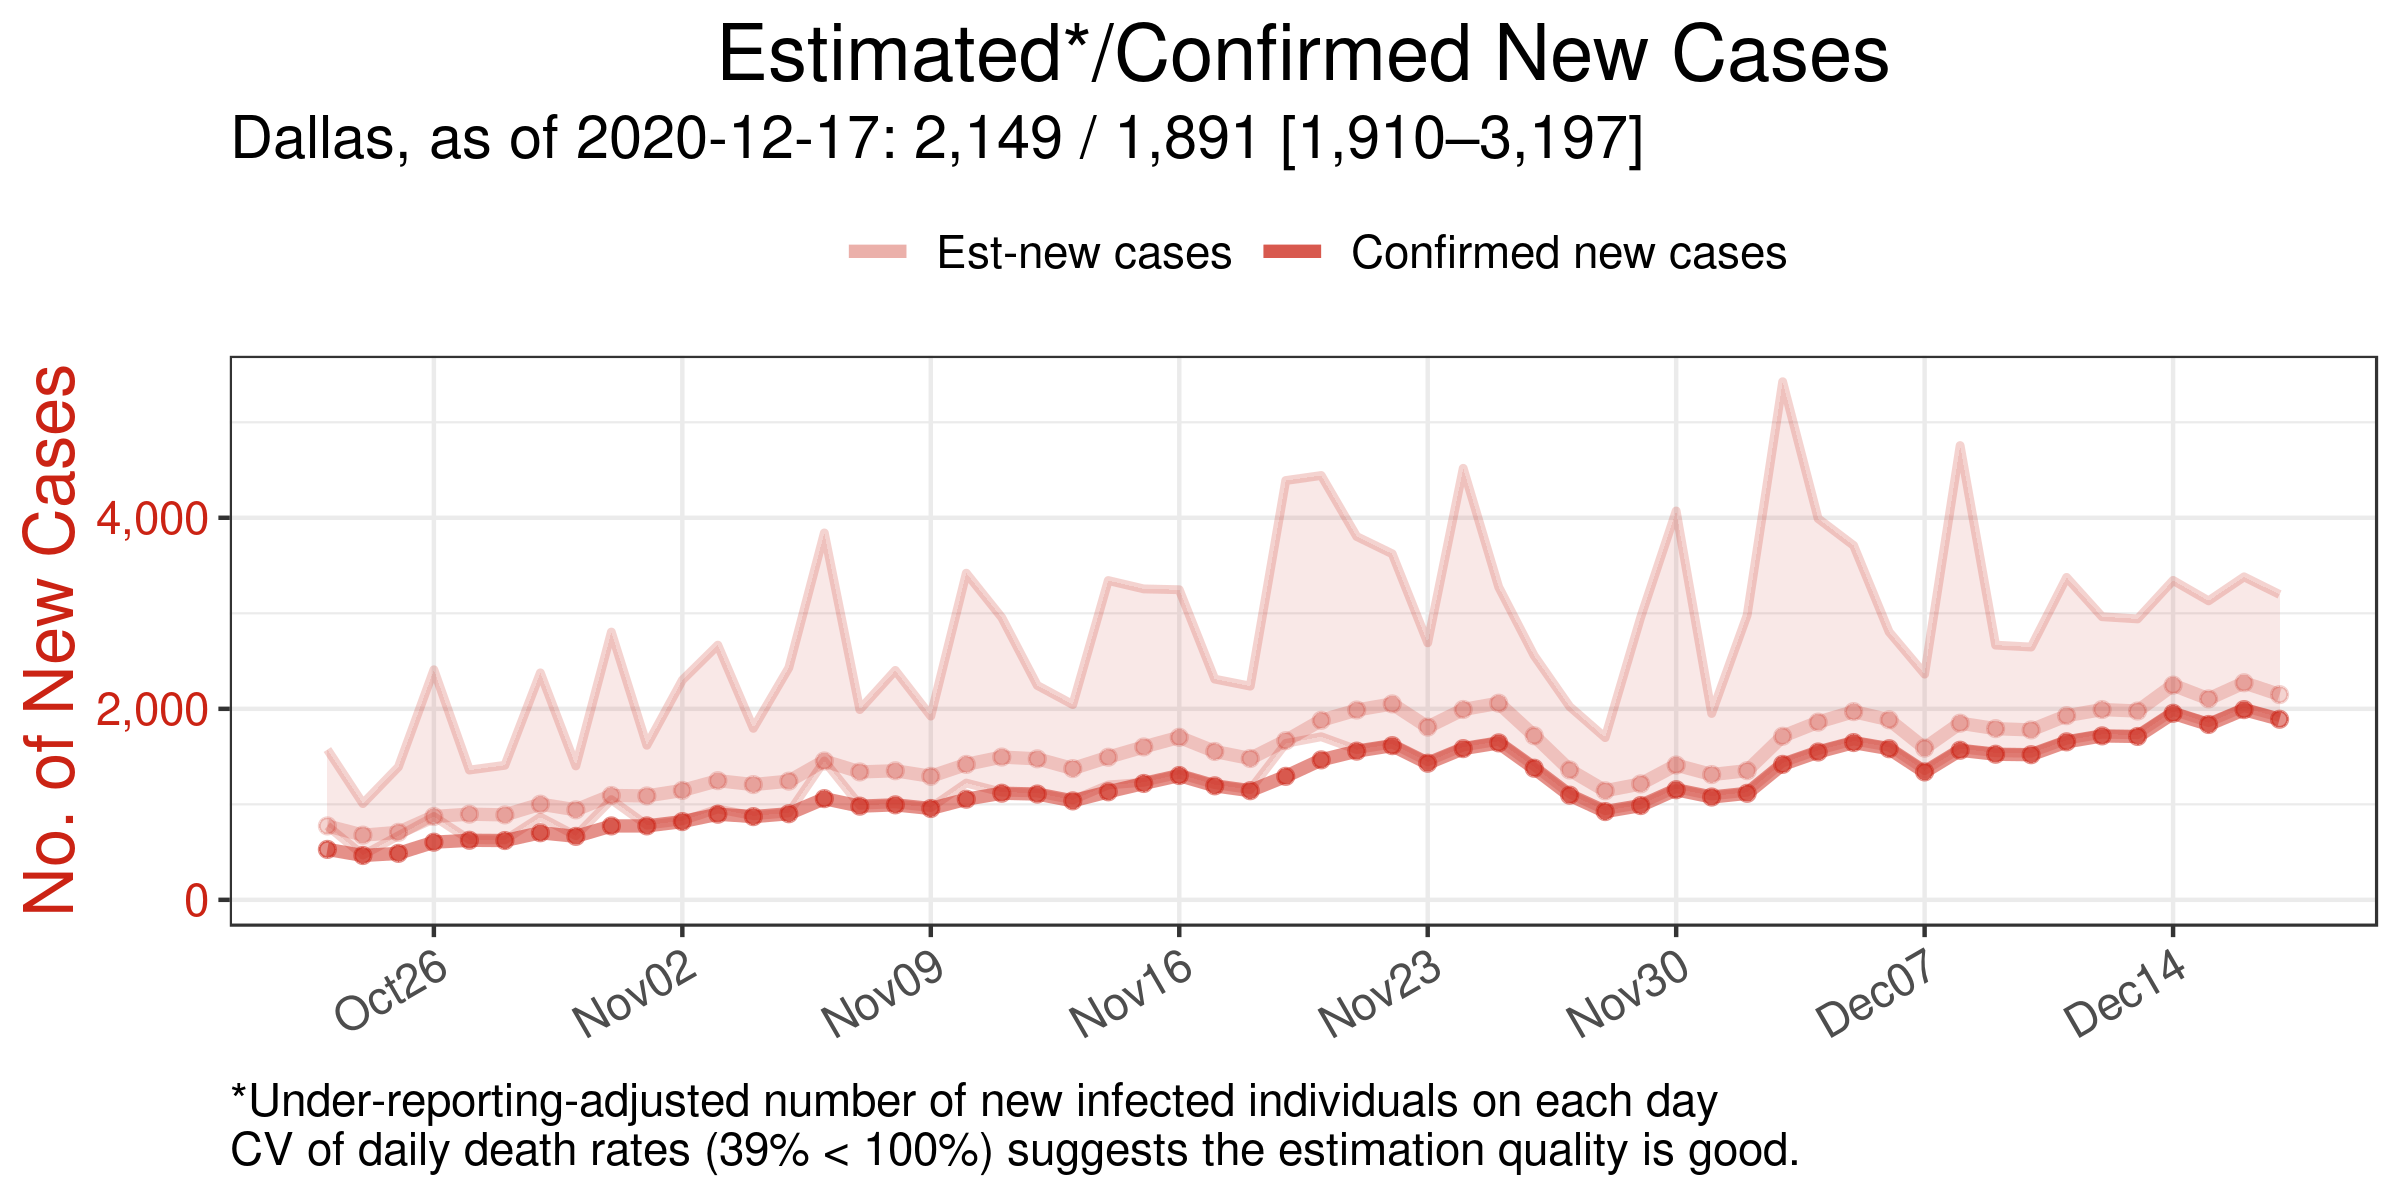 Estimated*/Confirmed New Cases
Dallas, as of 2020-12-17: 2,149 / 1,891 [1,910–3,197]
Est-new cases
Confirmed new cases
No. of New Cases
4,000
2,000
0
Oct26
Nov02
Nov09
Nov16
Nov23
Nov30
Dec07
Dec14
*Under-reporting-adjusted number of new infected individuals on each day
CV of daily death rates (39% < 100%) suggests the estimation quality is good.